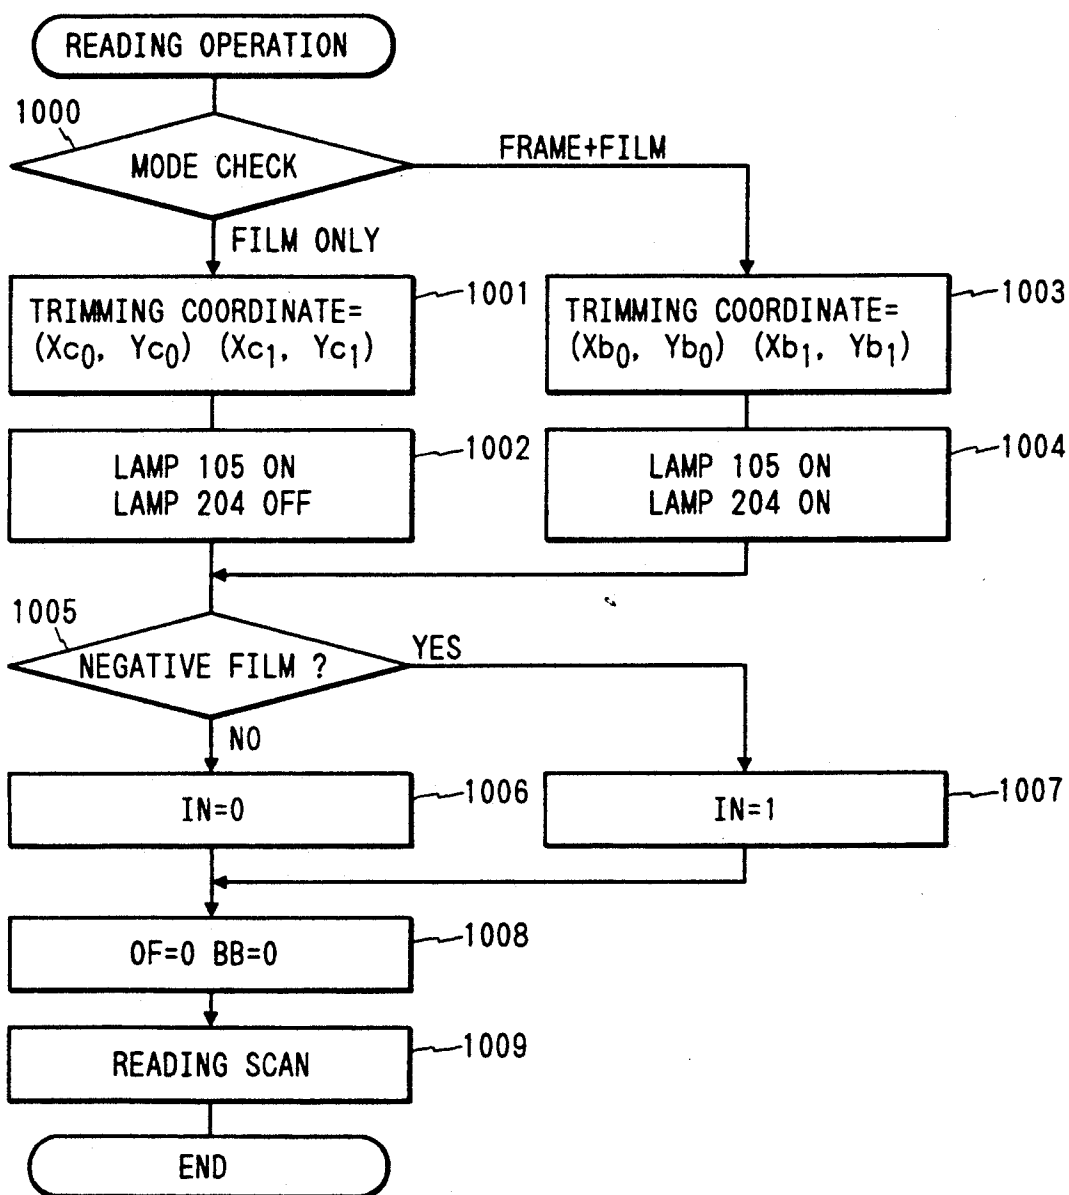 READING OPERATION
1000
MODE CHECK
FRAME+FILM
FILM ONLY
1001
TRIMMING COORDINATE=
(Xc0, Yc0) (Xc1, Yc1)
1003
TRIMMING COORDINATE=
(Xb0, Yb0) (Xb1, Yb1)
1002
LAMP 105 ON
LAMP 204 OFF
1004
LAMP 105 ON
LAMP 204 ON
1005
NEGATIVE FILM ?
YES
NO
1006
IN=0
1007
IN=1
1008
OF=0 BB=0
1009
READING SCAN
END